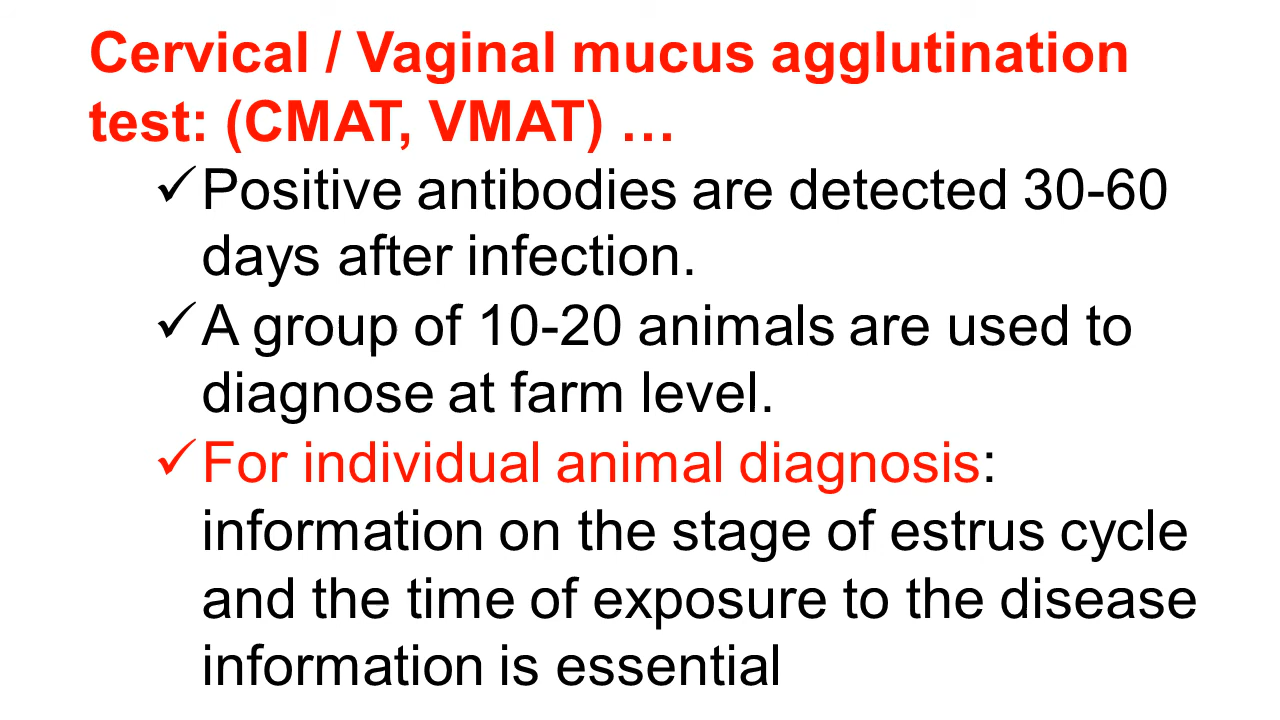 Cervical / Vaginal mucus agglutination
test: (CMAT, VMAT) …
✓Positive antibodies are detected 30-60
days after infection.
✓A group of 10-20 animals are used to
diagnose at farm level.
✓For individual animal diagnosis:
information on the stage of estrus cycle
and the time of exposure to the disease
information is essential